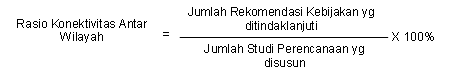 Jumlah Rekomendasi Kebijakan yg
ditindaklanjuti
Rasio Konektivitas Antar
Wilayah
=
X 100%
Jumlah Studi Perencanaan yg
disusun